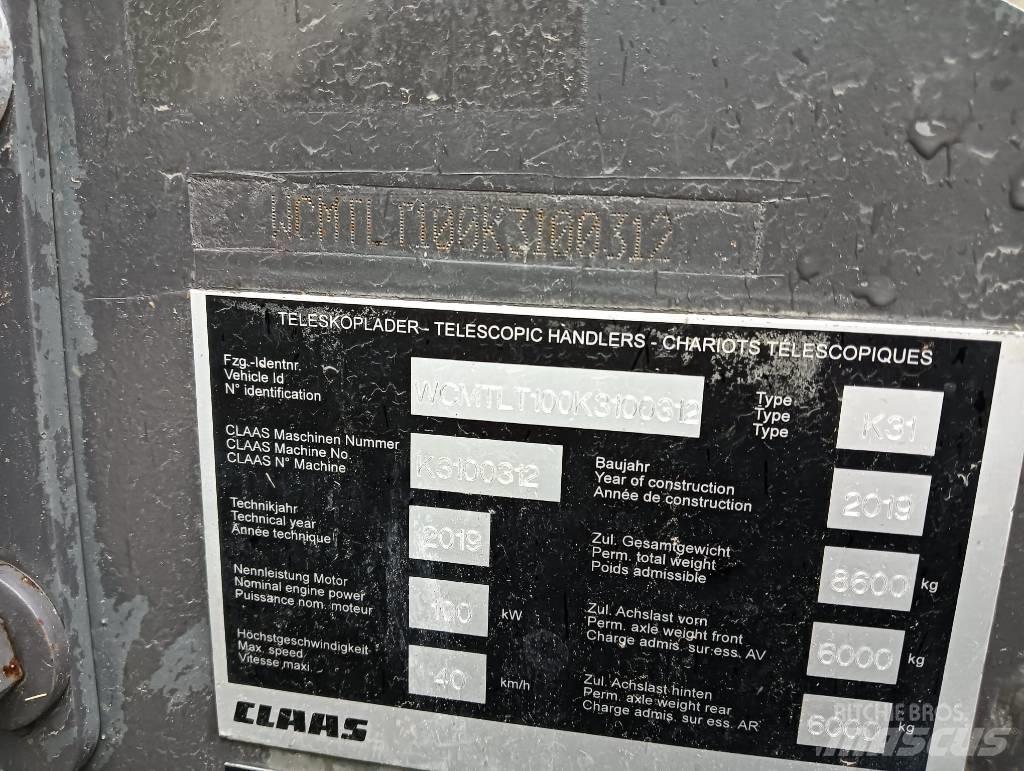 WCMTLT100K3100312
TELESKOPLADER - TELESCOPIC HANDLERS - CHARIOTS TÉLESCOPIQUES
Fzg.-Identnr.
Vehicle Id
N° identification
WCMTLT100K3100312
Type
Type
Type
K31
CLAAS Maschinen Nummer
CLAAS Machine No.
CLAAS N° Machine
K3100312
Baujahr
Year of construction
Année de construction
2019
Technikjahr
Technical year
Année technique
2019
Zul. Gesamtgewicht
Perm. total weight
Poids admissible
8600 kg
Nennleistung Motor
Nominal engine power
Puissance nom. moteur
100 kW
Zul. Achslast vorn
Perm. axle weight front
Charge admis. sur ess. AV
6000 kg
Höchstgeschwindigkeit
Max. speed
Vitesse maxi.
40 km/h
Zul. Achslast hinten
Perm. axle weight rear
Charge admis. sur ess. AR
6000 kg
CLAAS
RITCHIE BROS.
MASCUS